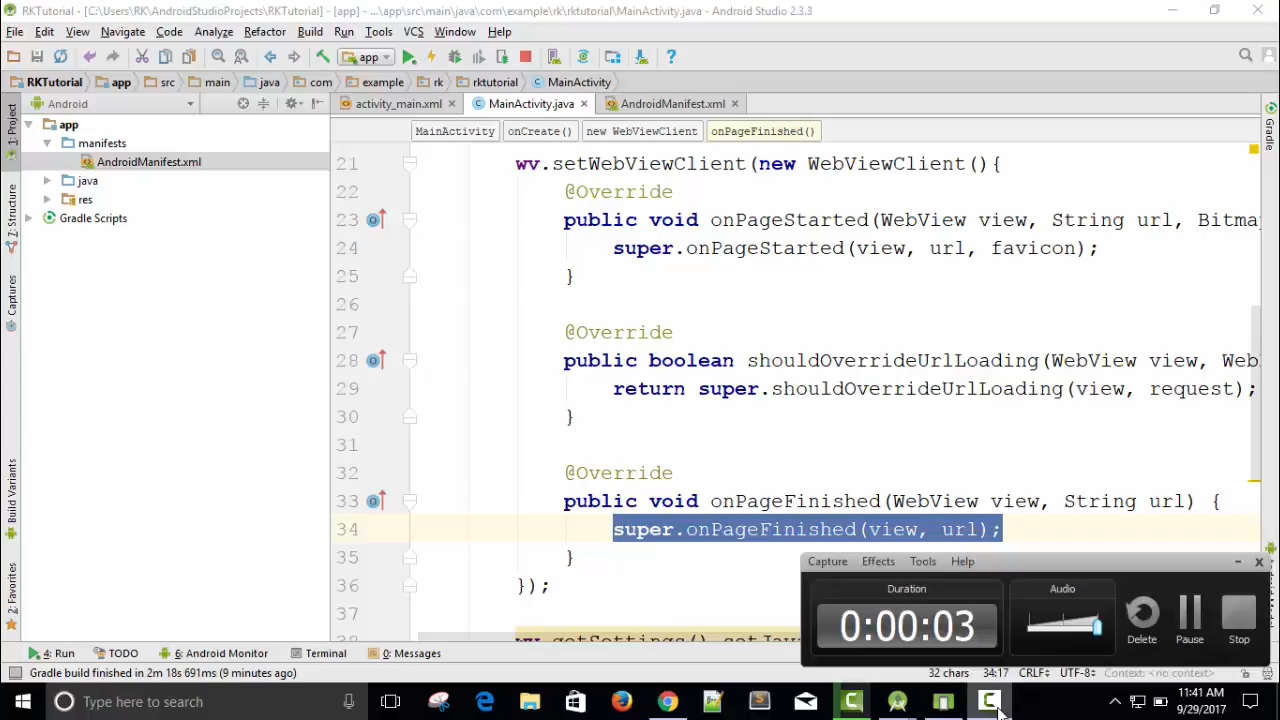 RKTutorial - [C:\Users\RK\AndroidStudioProjects\RKTutorial] - [app] - ...\app\src\main\java\com\example\rk\rktutorial\MainActivity.java - Android Studio 2.3.3
File Edit View Navigate Code Analyze Refactor Build Run Tools VCS Window Help
app
RKTutorial app src main java com example rk rktutorial MainActivity
Android activity_main.xml MainActivity.java AndroidManifest.xml
MainActivity onCreate() new WebViewClient onPageFinished()
1: Project
7: Structure
Captures
Build Variants
2: Favorites
Gradle
app
manifests
AndroidManifest.xml
java
res
Gradle Scripts
21 wv.setWebViewClient(new WebViewClient(){
22 @Override
23 public void onPageStarted(WebView view, String url, Bitma
24 super.onPageStarted(view, url, favicon);
25 }
26
27 @Override
28 public boolean shouldOverrideUrlLoading(WebView view, Web
29 return super.shouldOverrideUrlLoading(view, request);
30 }
31
32 @Override
33 public void onPageFinished(WebView view, String url) {
34 super.onPageFinished(view, url);
35 }
36 });
37
38 wv.getSettings().getJava
Capture Effects Tools Help
Duration Audio
0:00:03
Delete Pause Stop
4: Run TODO 6: Android Monitor Terminal 0: Messages
Gradle build finished in 2m 18s 691ms (9 minutes ago) 32 chars 34:17 CRLF UTF-8 Context: <no context>
Type here to search
11:41 AM
9/29/2017